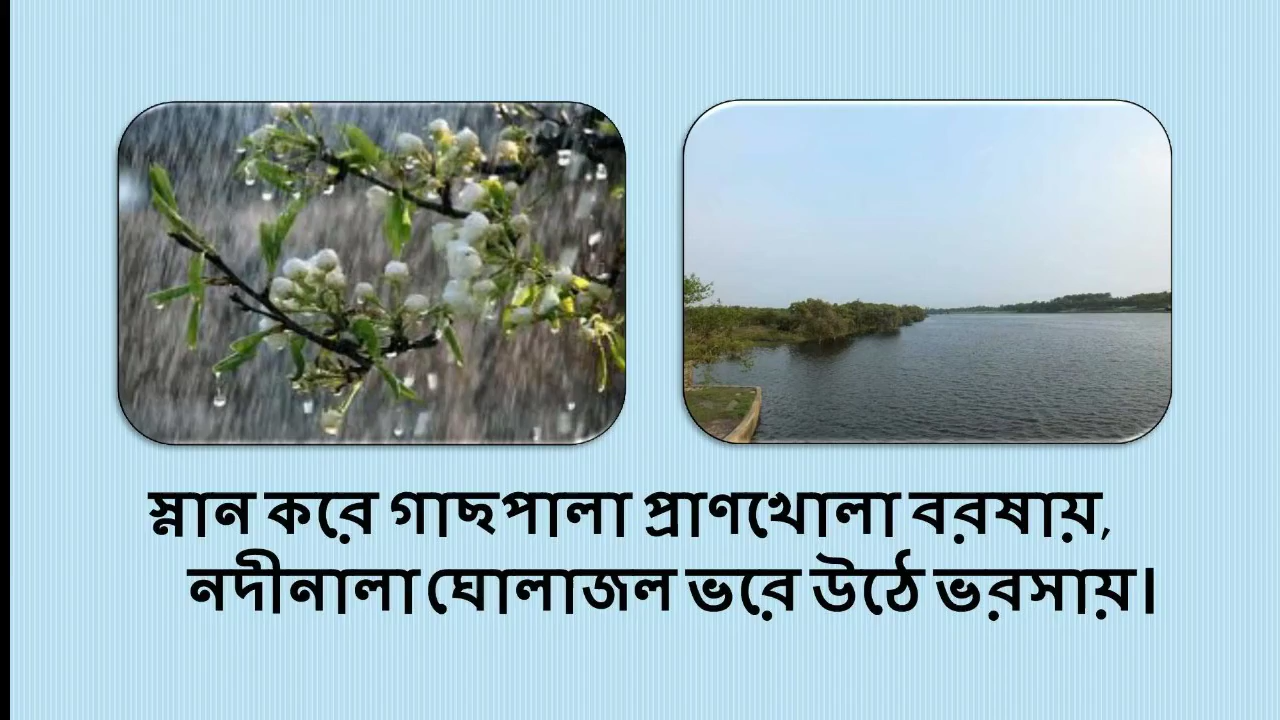 স্নান করে গাছপালা প্রাণখোলা বরষায়,
নদীনালা ঘোলাজল ভরে উঠে ভরসায়।